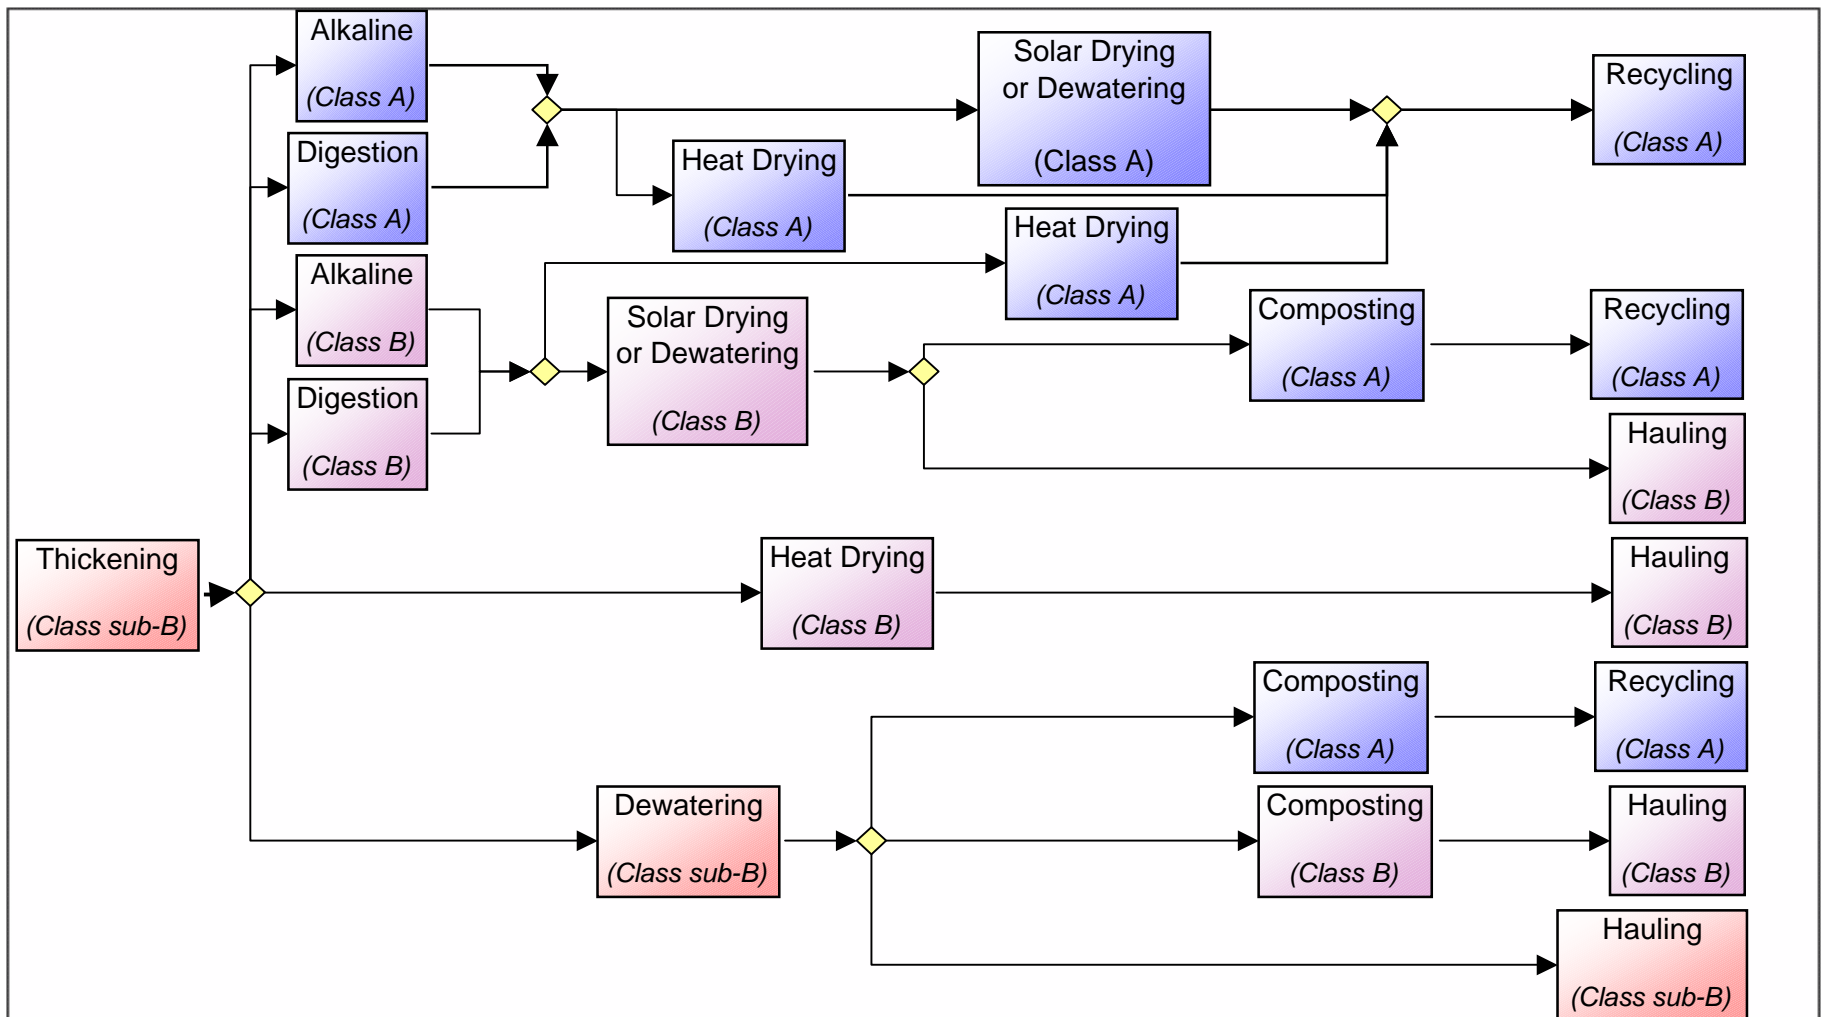 Alkaline
(Class A)
Digestion
(Class A)
Alkaline
(Class B)
Digestion
(Class B)
Thickening
(Class sub-B)
Solar Drying
or Dewatering
(Class A)
Heat Drying
(Class A)
Heat Drying
(Class A)
Solar Drying
or Dewatering
(Class B)
Recycling
(Class A)
Composting
(Class A)
Recycling
(Class A)
Hauling
(Class B)
Heat Drying
(Class B)
Hauling
(Class B)
Dewatering
(Class sub-B)
Composting
(Class A)
Recycling
(Class A)
Composting
(Class B)
Hauling
(Class B)
Hauling
(Class sub-B)